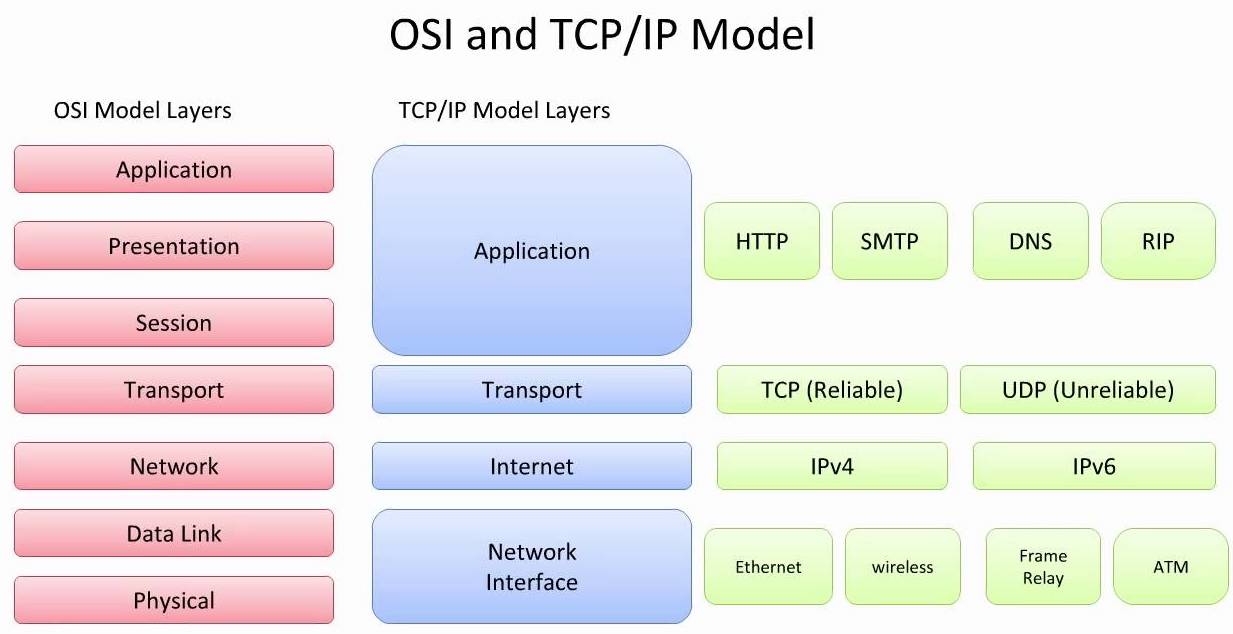 OSI and TCP/IP Model
OSI Model Layers
TCP/IP Model Layers
Application
Presentation
Session
Transport
Network
Data Link
Physical
Application
Transport
Internet
Network
Interface
HTTP
SMTP
DNS
RIP
TCP (Reliable)
UDP (Unreliable)
IPv4
IPv6
Ethernet
wireless
Frame
Relay
ATM